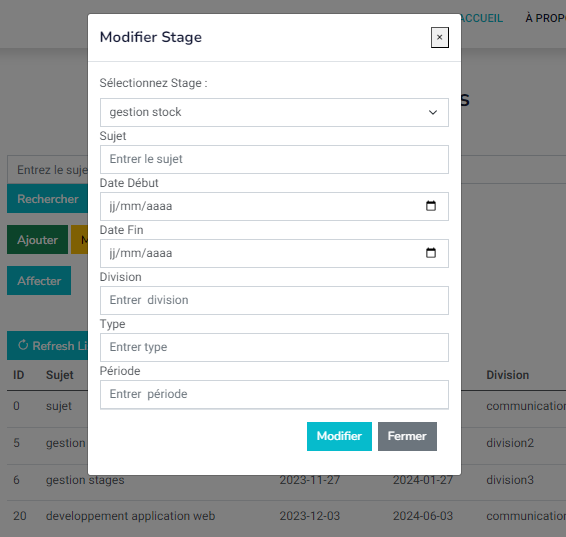 ACCUEIL À PROP
Modifier Stage ×
Sélectionnez Stage :
gestion stock
Sujet
Entrer le sujet
Date Début
jj/mm/aaaa
Date Fin
jj/mm/aaaa
Division
Entrer division
Type
Entrer type
Période
Entrer période
Modifier Fermer
s
Entrez le suje
Rechercher
Ajouter M
Affecter
Refresh Li
ID Sujet Division
0 sujet communication
5 gestion division2
6 gestion stages 2023-11-27 2024-01-27 division3
20 developpement application web 2023-12-03 2024-06-03 communication